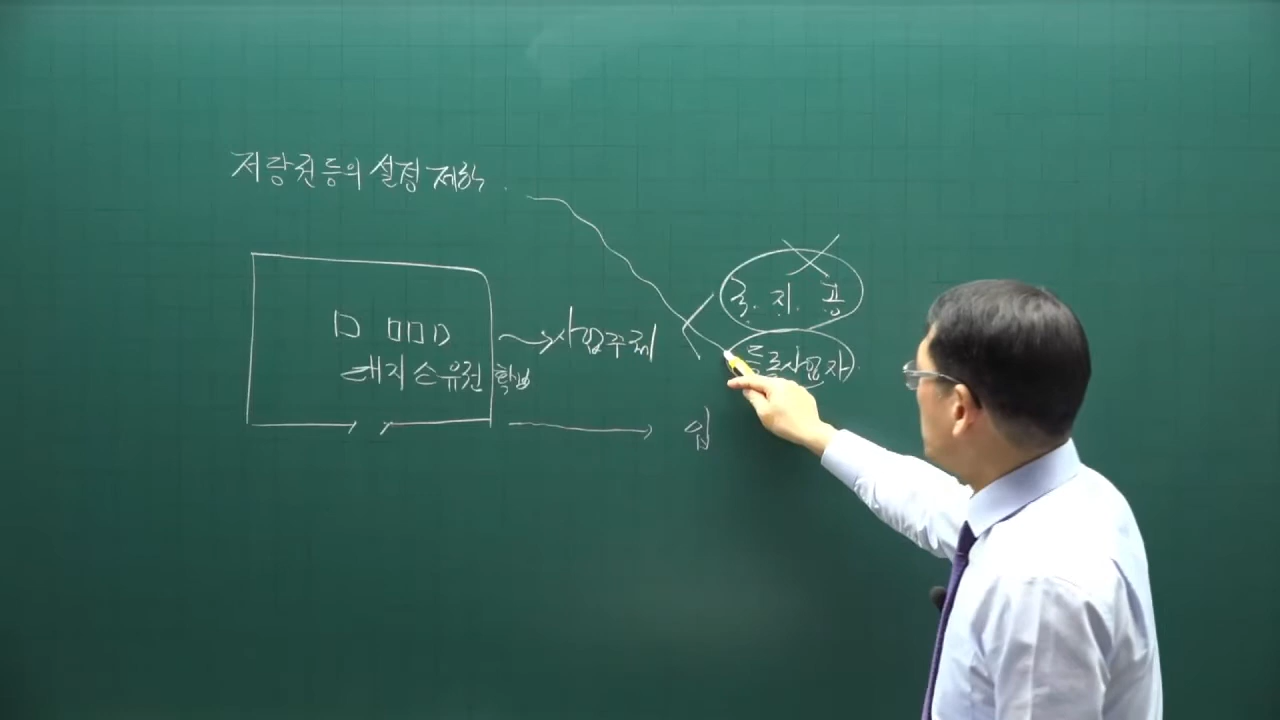 저당권등의 설정 제한
국. 지. 공
사업주체
등록사업자
대지소유권 확보
입